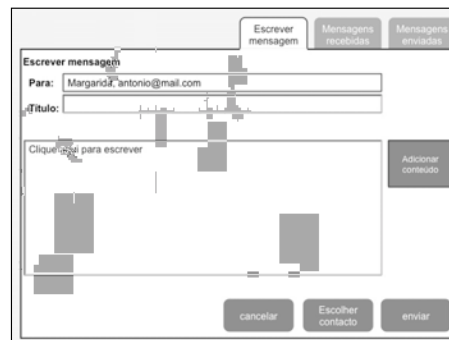 Escrever
mensagem
Mensagens
recebidas
Mensagens
enviadas
Escrever mensagem
Para: Margarida, antonio@mail.com
Título:
Clique aqui para escrever
Adicionar
conteúdo
cancelar
Escolher
contacto
enviar